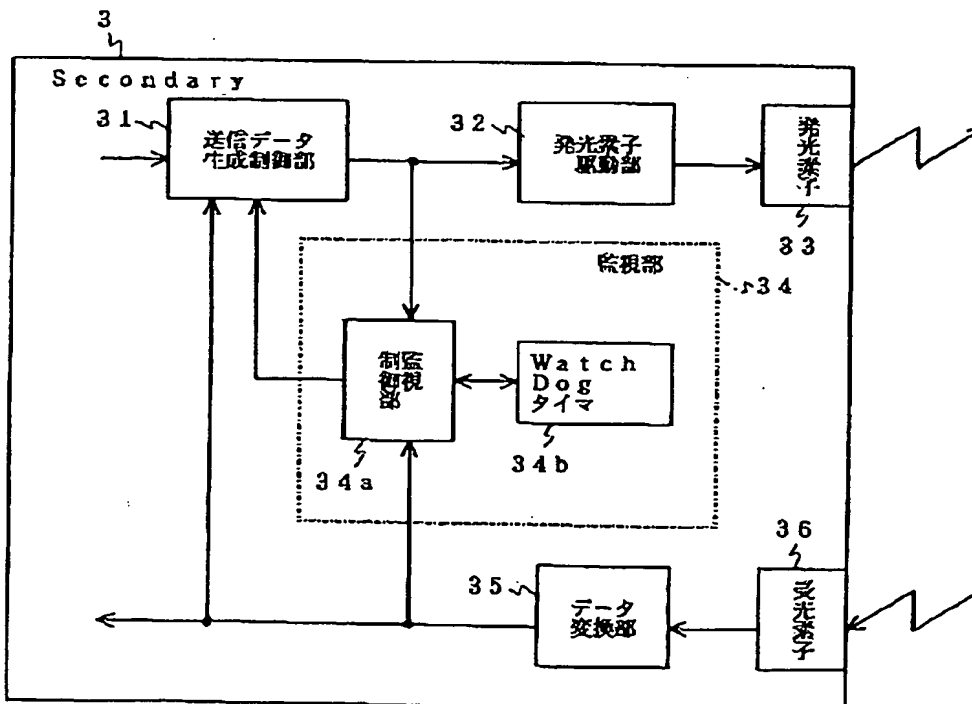 3
Secondary
31
送信データ
生成制御部
32
発光素子
駆動部
発光素子
33
監視部
34
監視
制御部
34a
Watch
Dog
タイマ
34b
35
データ
変換部
36
受光素子